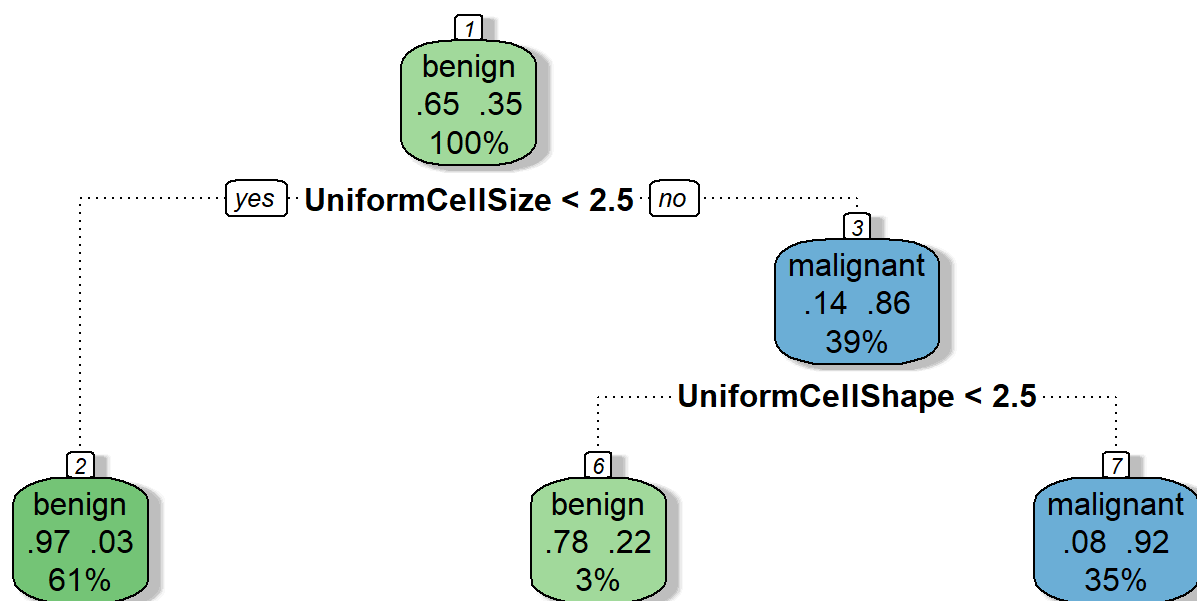 1
benign
.65 .35
100%
yes UniformCellSize < 2.5 no
3
malignant
.14 .86
39%
UniformCellShape < 2.5
2
benign
.97 .03
61%
6
benign
.78 .22
3%
7
malignant
.08 .92
35%